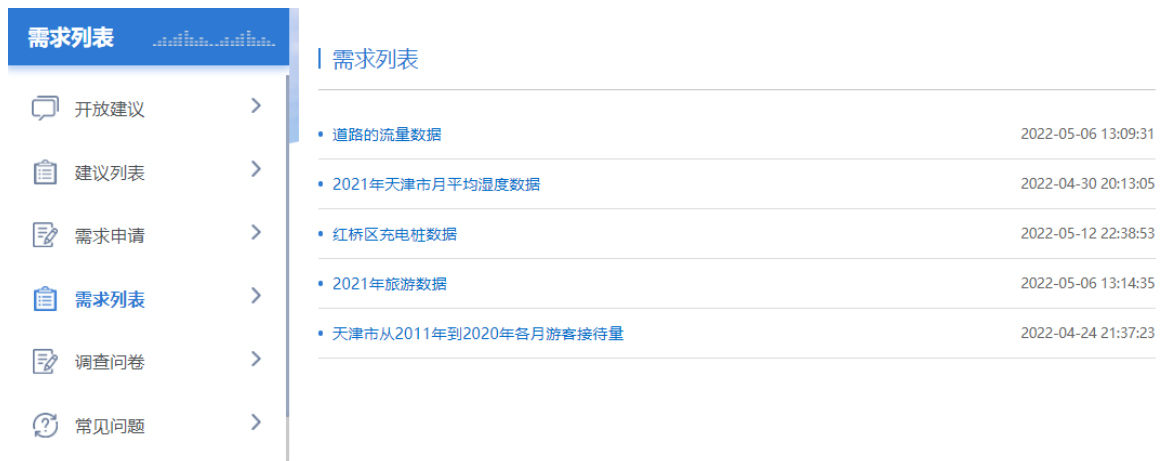 需求列表
开放建议
建议列表
需求申请
需求列表
调查问卷
常见问题
需求列表
道路的流量数据 2022-05-06 13:09:31
2021年天津市月平均湿度数据 2022-04-30 20:13:05
红桥区充电桩数据 2022-05-12 22:38:53
2021年旅游数据 2022-05-06 13:14:35
天津市从2011年到2020年各月游客接待量 2022-04-24 21:37:23